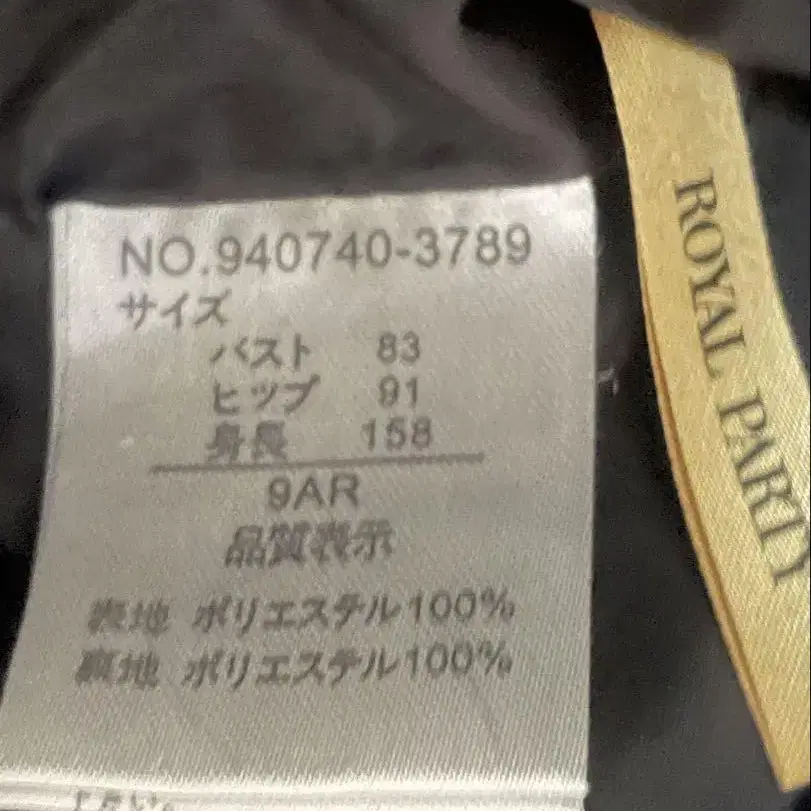 NO.940740-3789
サイズ
バスト 83
ヒップ 91
身長 158
9AR
品質表示
表地 ポリエステル100%
裏地 ポリエステル100%
ROYAL PARTY